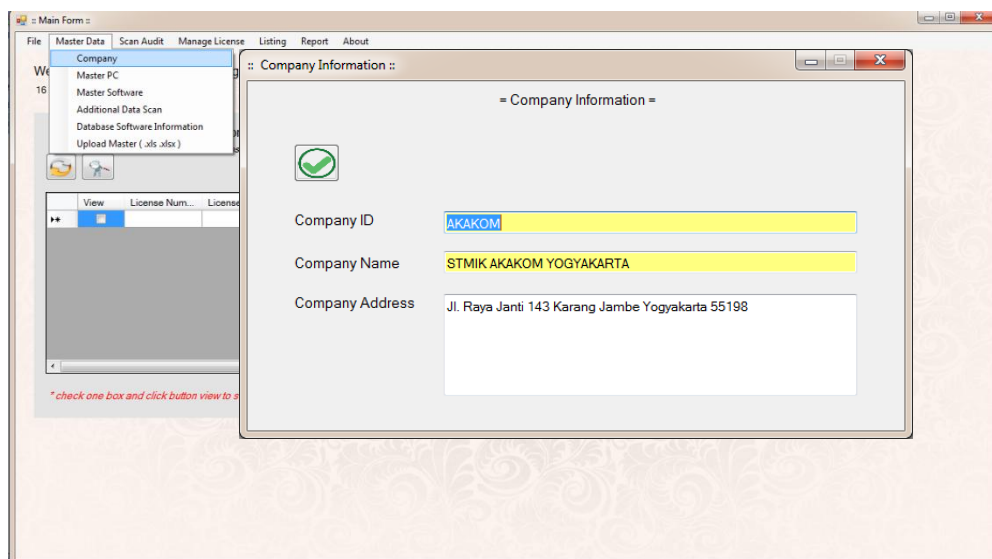 :: Main Form ::
File Master Data Scan Audit Manage License Listing Report About
Company
Master PC
Master Software
Additional Data Scan
Database Software Information
Upload Master ( .xls .xlsx )
We
16
View License Num... License
* check one box and click button view to s
:: Company Information ::
= Company Information =
Company ID
AKAKOM
Company Name
STMIK AKAKOM YOGYAKARTA
Company Address
Jl. Raya Janti 143 Karang Jambe Yogyakarta 55198